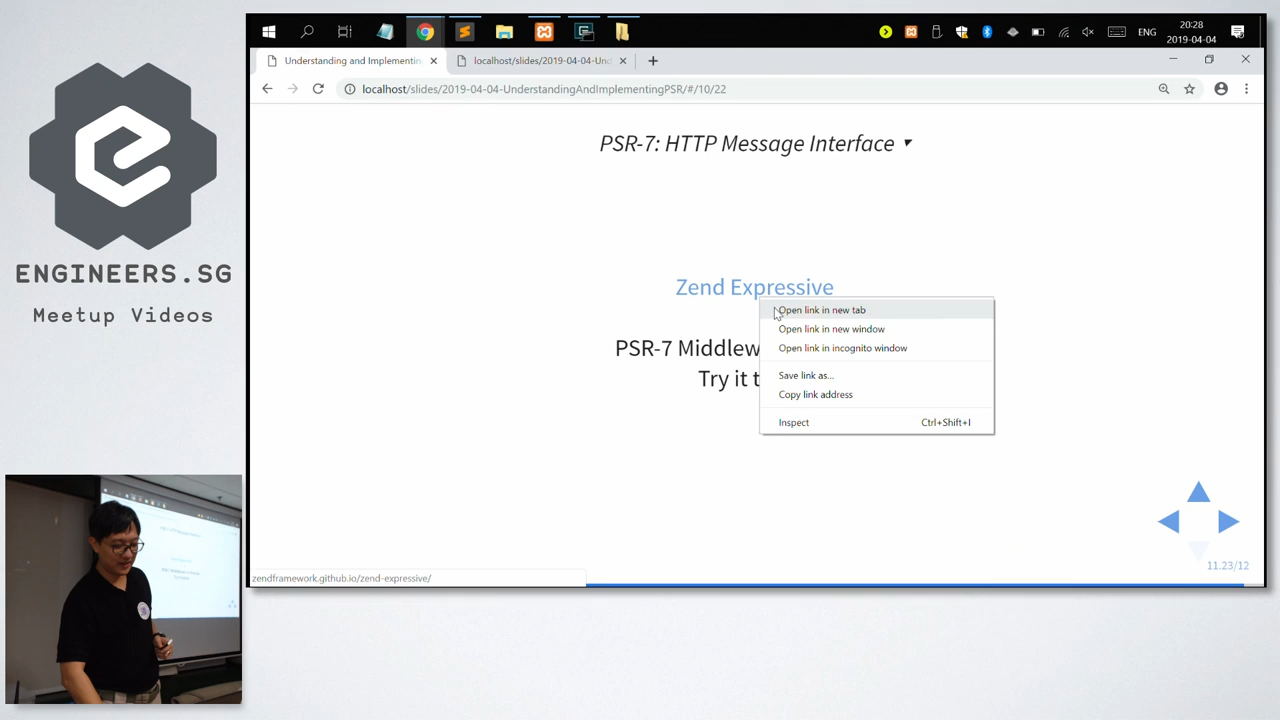 ENGINEERS.SG
Meetup Videos
20:28
ENG
2019-04-04
Understanding and Implementin
localhost/slides/2019-04-04-Und
localhost/slides/2019-04-04-UnderstandingAndImplementingPSR/#/10/22
PSR-7: HTTP Message Interface
Zend Expressive
Open link in new tab
Open link in new window
Open link in incognito window
Save link as...
Copy link address
Inspect Ctrl+Shift+I
PSR-7 Middlew
Try it t
11.23/12
zendframework.github.io/zend-expressive/